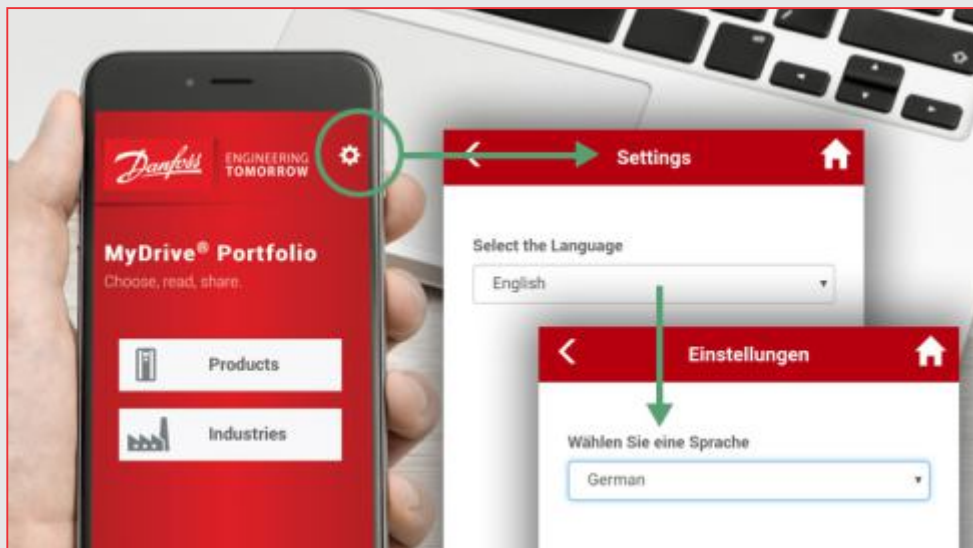 Danfoss
ENGINEERING
TOMORROW
MyDrive® Portfolio
Choose, read, share.
Products
Industries
Settings
Select the Language
English
Einstellungen
Wählen Sie eine Sprache
German